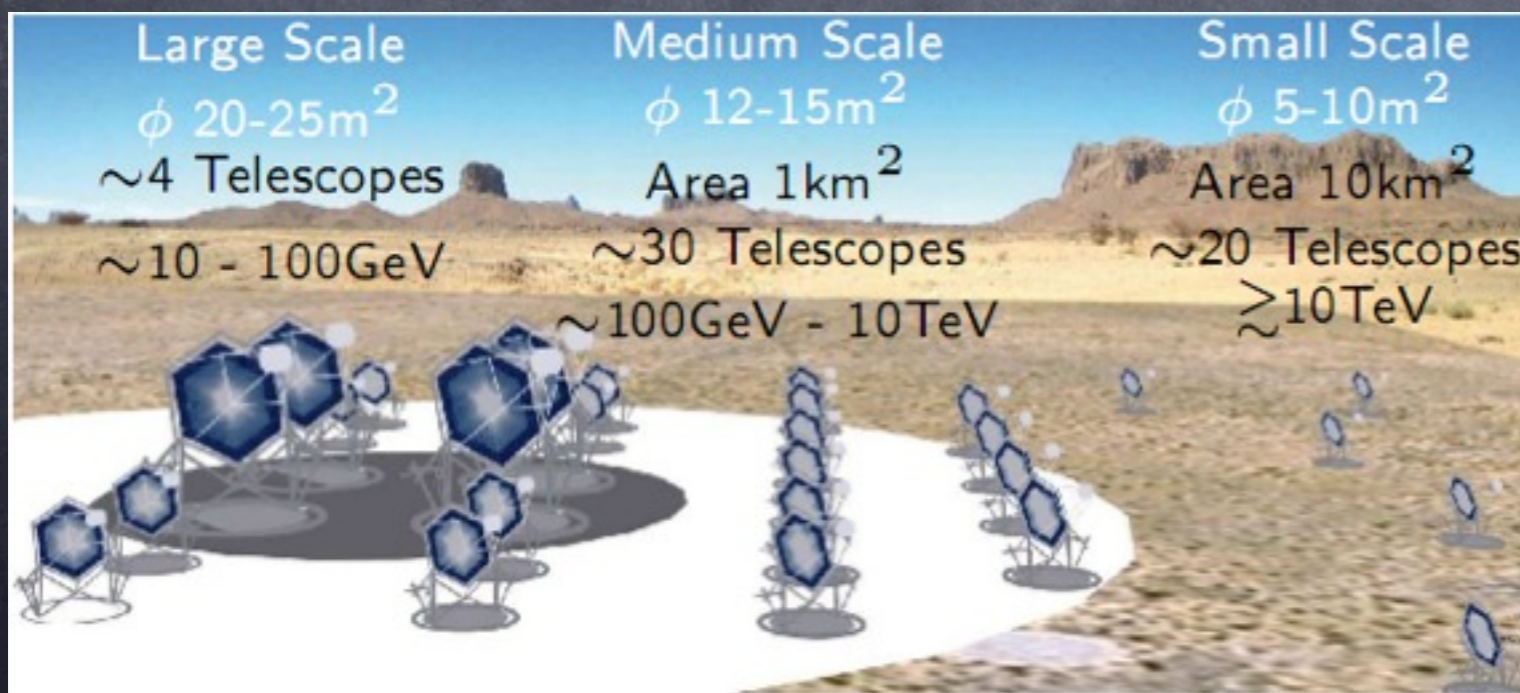 Large Scale
ϕ 20-25m²
~4 Telescopes
~10 - 100GeV
Medium Scale
ϕ 12-15m²
Area 1km²
~30 Telescopes
~100GeV - 10TeV
Small Scale
ϕ 5-10m²
Area 10km²
~20 Telescopes
≳10TeV